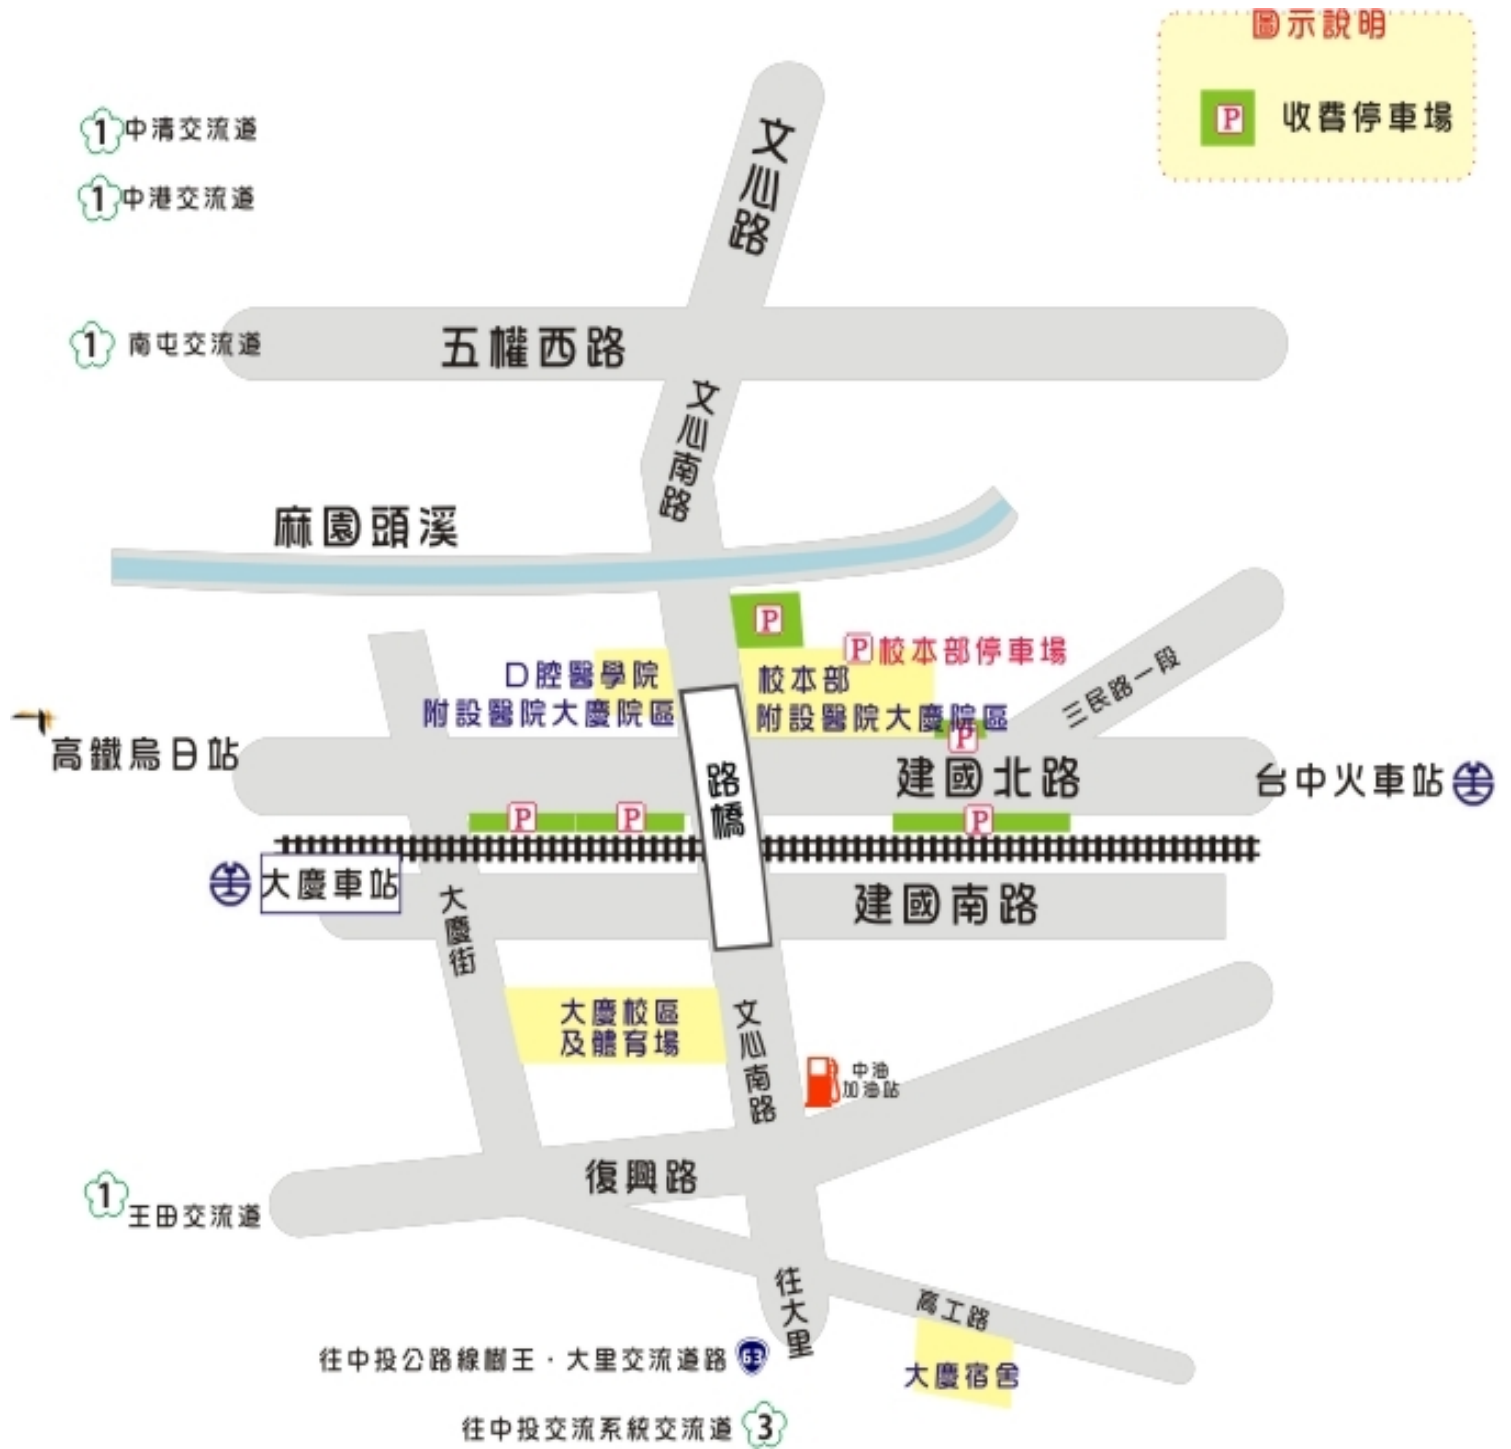 圖示說明
P 收費停車場
1 中清交流道
1 中港交流道
文心路
1 南屯交流道
五權西路
文心南路
麻園頭溪
P
P 校本部停車場
口腔醫學院
附設醫院大慶院區
校本部
附設醫院大慶院區
三民路一段
P
高鐵烏日站
路橋
建國北路
台中火車站
P
P
P
大慶車站
大慶街
建國南路
大慶校區
及體育場
文心南路
中油
加油站
復興路
1 王田交流道
往大里
高工路
大慶宿舍
往中投公路線樹王．大里交流道路 63
往中投交流系統交流道 3